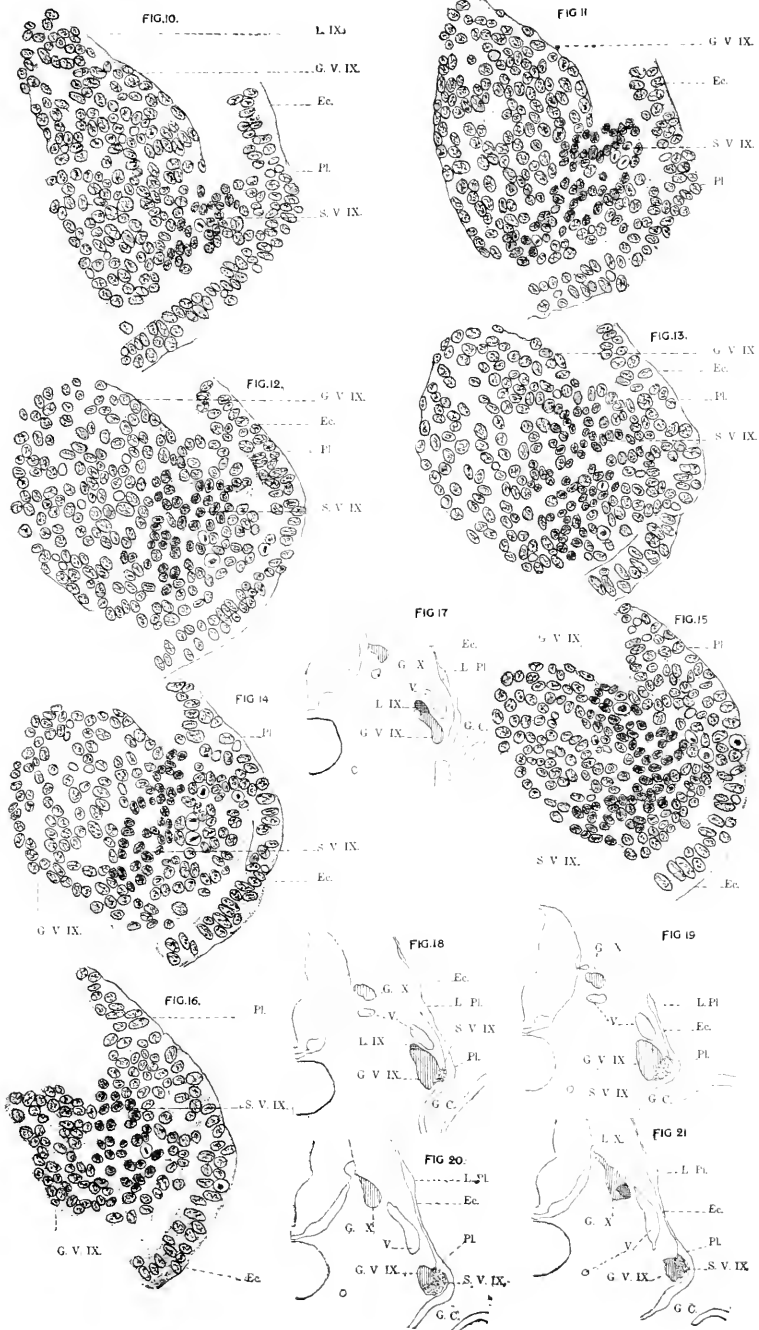 FIG.10.
L. IX.
G. V. IX.
Ec.
Pl.
S. V IX.
FIG 11
G V IX.
Ec.
S V IX.
Pl
FIG.12.
G V IX.
Ec.
Pl
S. V IX
FIG.13.
G V IX
Ec.
Pl.
S V IX.
FIG 14
Pl
S V IX.
Ec.
G V IX.
FIG 17
Ec.
G. X
L Pl.
V.
L IX
G. C.
G V IX
C
FIG.15
G V IX.
Pl
S V IX.
Ec.
FIG.16.
Pl.
S. V. IX.
G. V. IX.
Ec.
FIG.18
Ec.
G. X
L Pl.
V.
S V IX
L IX
Pl.
G V IX.
G C.
FIG 19
G X
L. Pl
V.
Ec.
G V IX
Pl.
S V IX
G C.
FIG 20.
L. Pl.
Ec.
G. X.
V.
Pl.
G. V IX.
S. V. IX.
G. C.
FIG 21
L X.
L Pl.
Ec.
G. X
V
Pl.
S. V. IX.
G. V. IX.
G C.